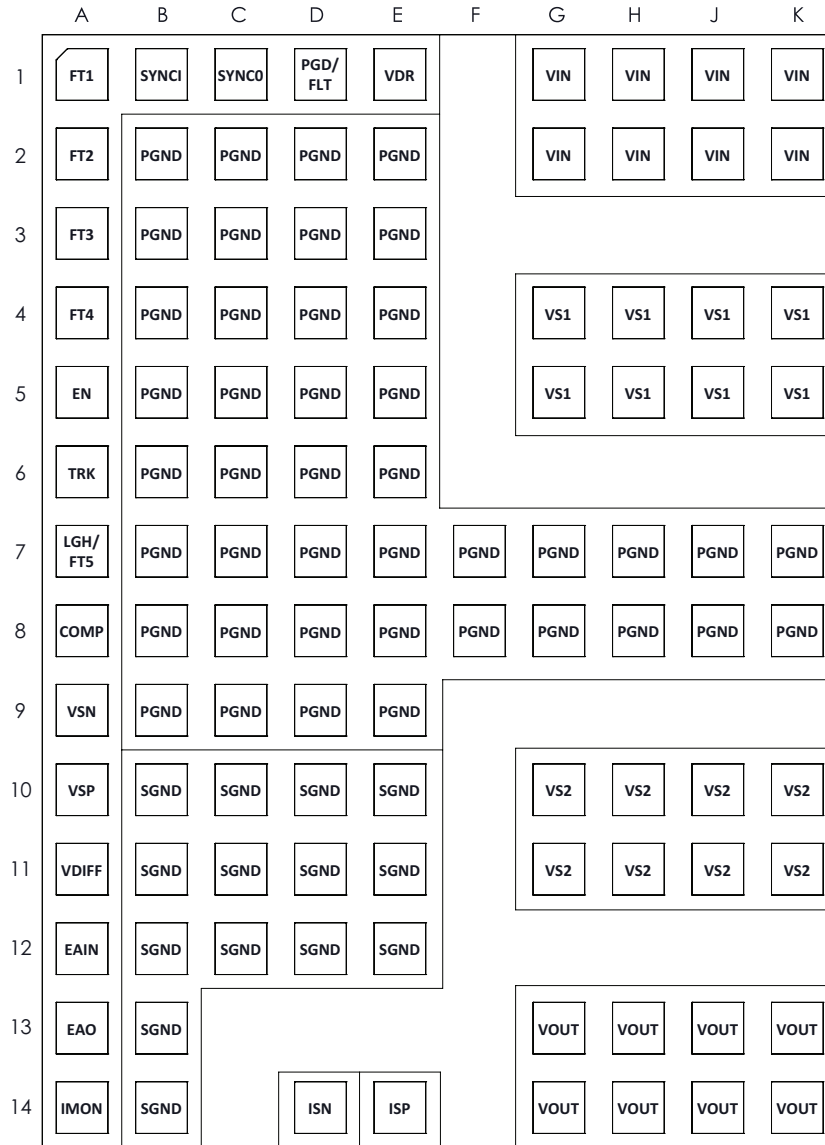 A B C D E F G H J K
1 FT1 SYNCI SYNC0 PGD/ FLT VDR VIN VIN VIN VIN
2 FT2 PGND PGND PGND PGND VIN VIN VIN VIN
3 FT3 PGND PGND PGND PGND
4 FT4 PGND PGND PGND PGND VS1 VS1 VS1 VS1
5 EN PGND PGND PGND PGND VS1 VS1 VS1 VS1
6 TRK PGND PGND PGND PGND
7 LGH/ FT5 PGND PGND PGND PGND PGND PGND PGND PGND PGND
8 COMP PGND PGND PGND PGND PGND PGND PGND PGND PGND
9 VSN PGND PGND PGND PGND
10 VSP SGND SGND SGND SGND VS2 VS2 VS2 VS2
11 VDIFF SGND SGND SGND SGND VS2 VS2 VS2 VS2
12 EAIN SGND SGND SGND SGND
13 EAO SGND VOUT VOUT VOUT VOUT
14 IMON SGND ISN ISP VOUT VOUT VOUT VOUT